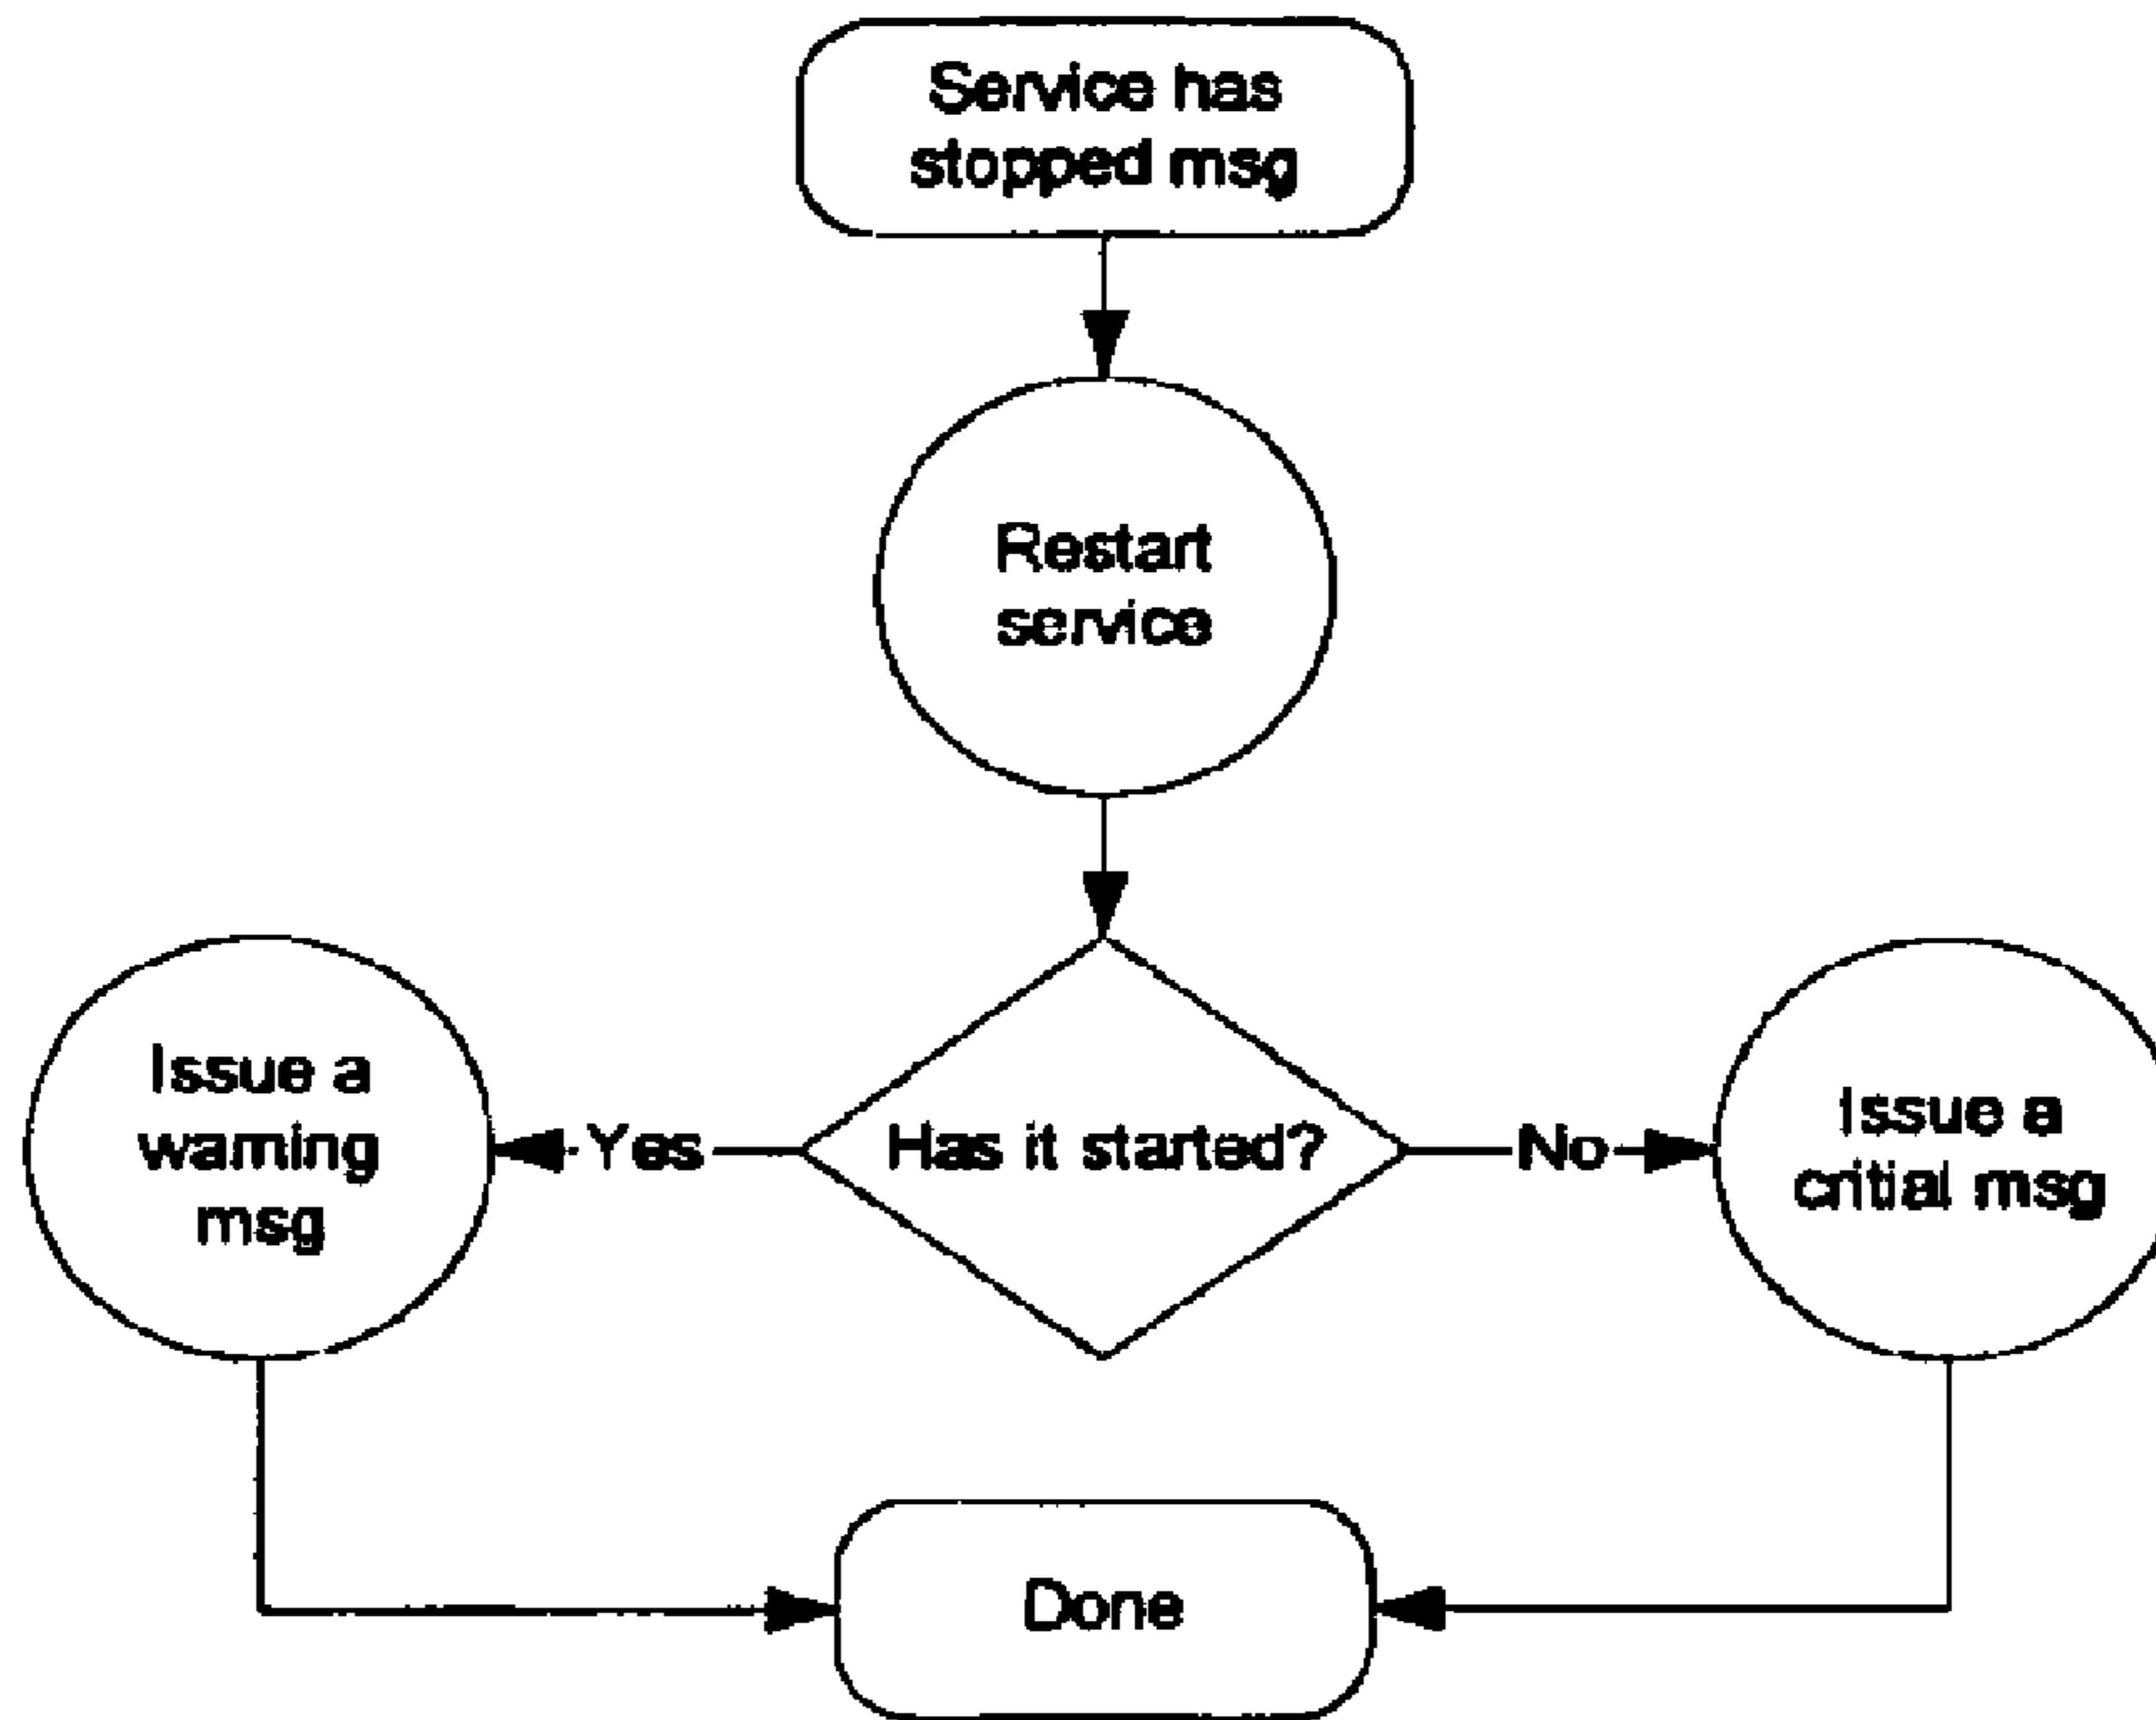 Service has
stopped msg
Restart
service
Issue a
warning
msg
Yes
Has it started?
No
Issue a
critial msg
Done